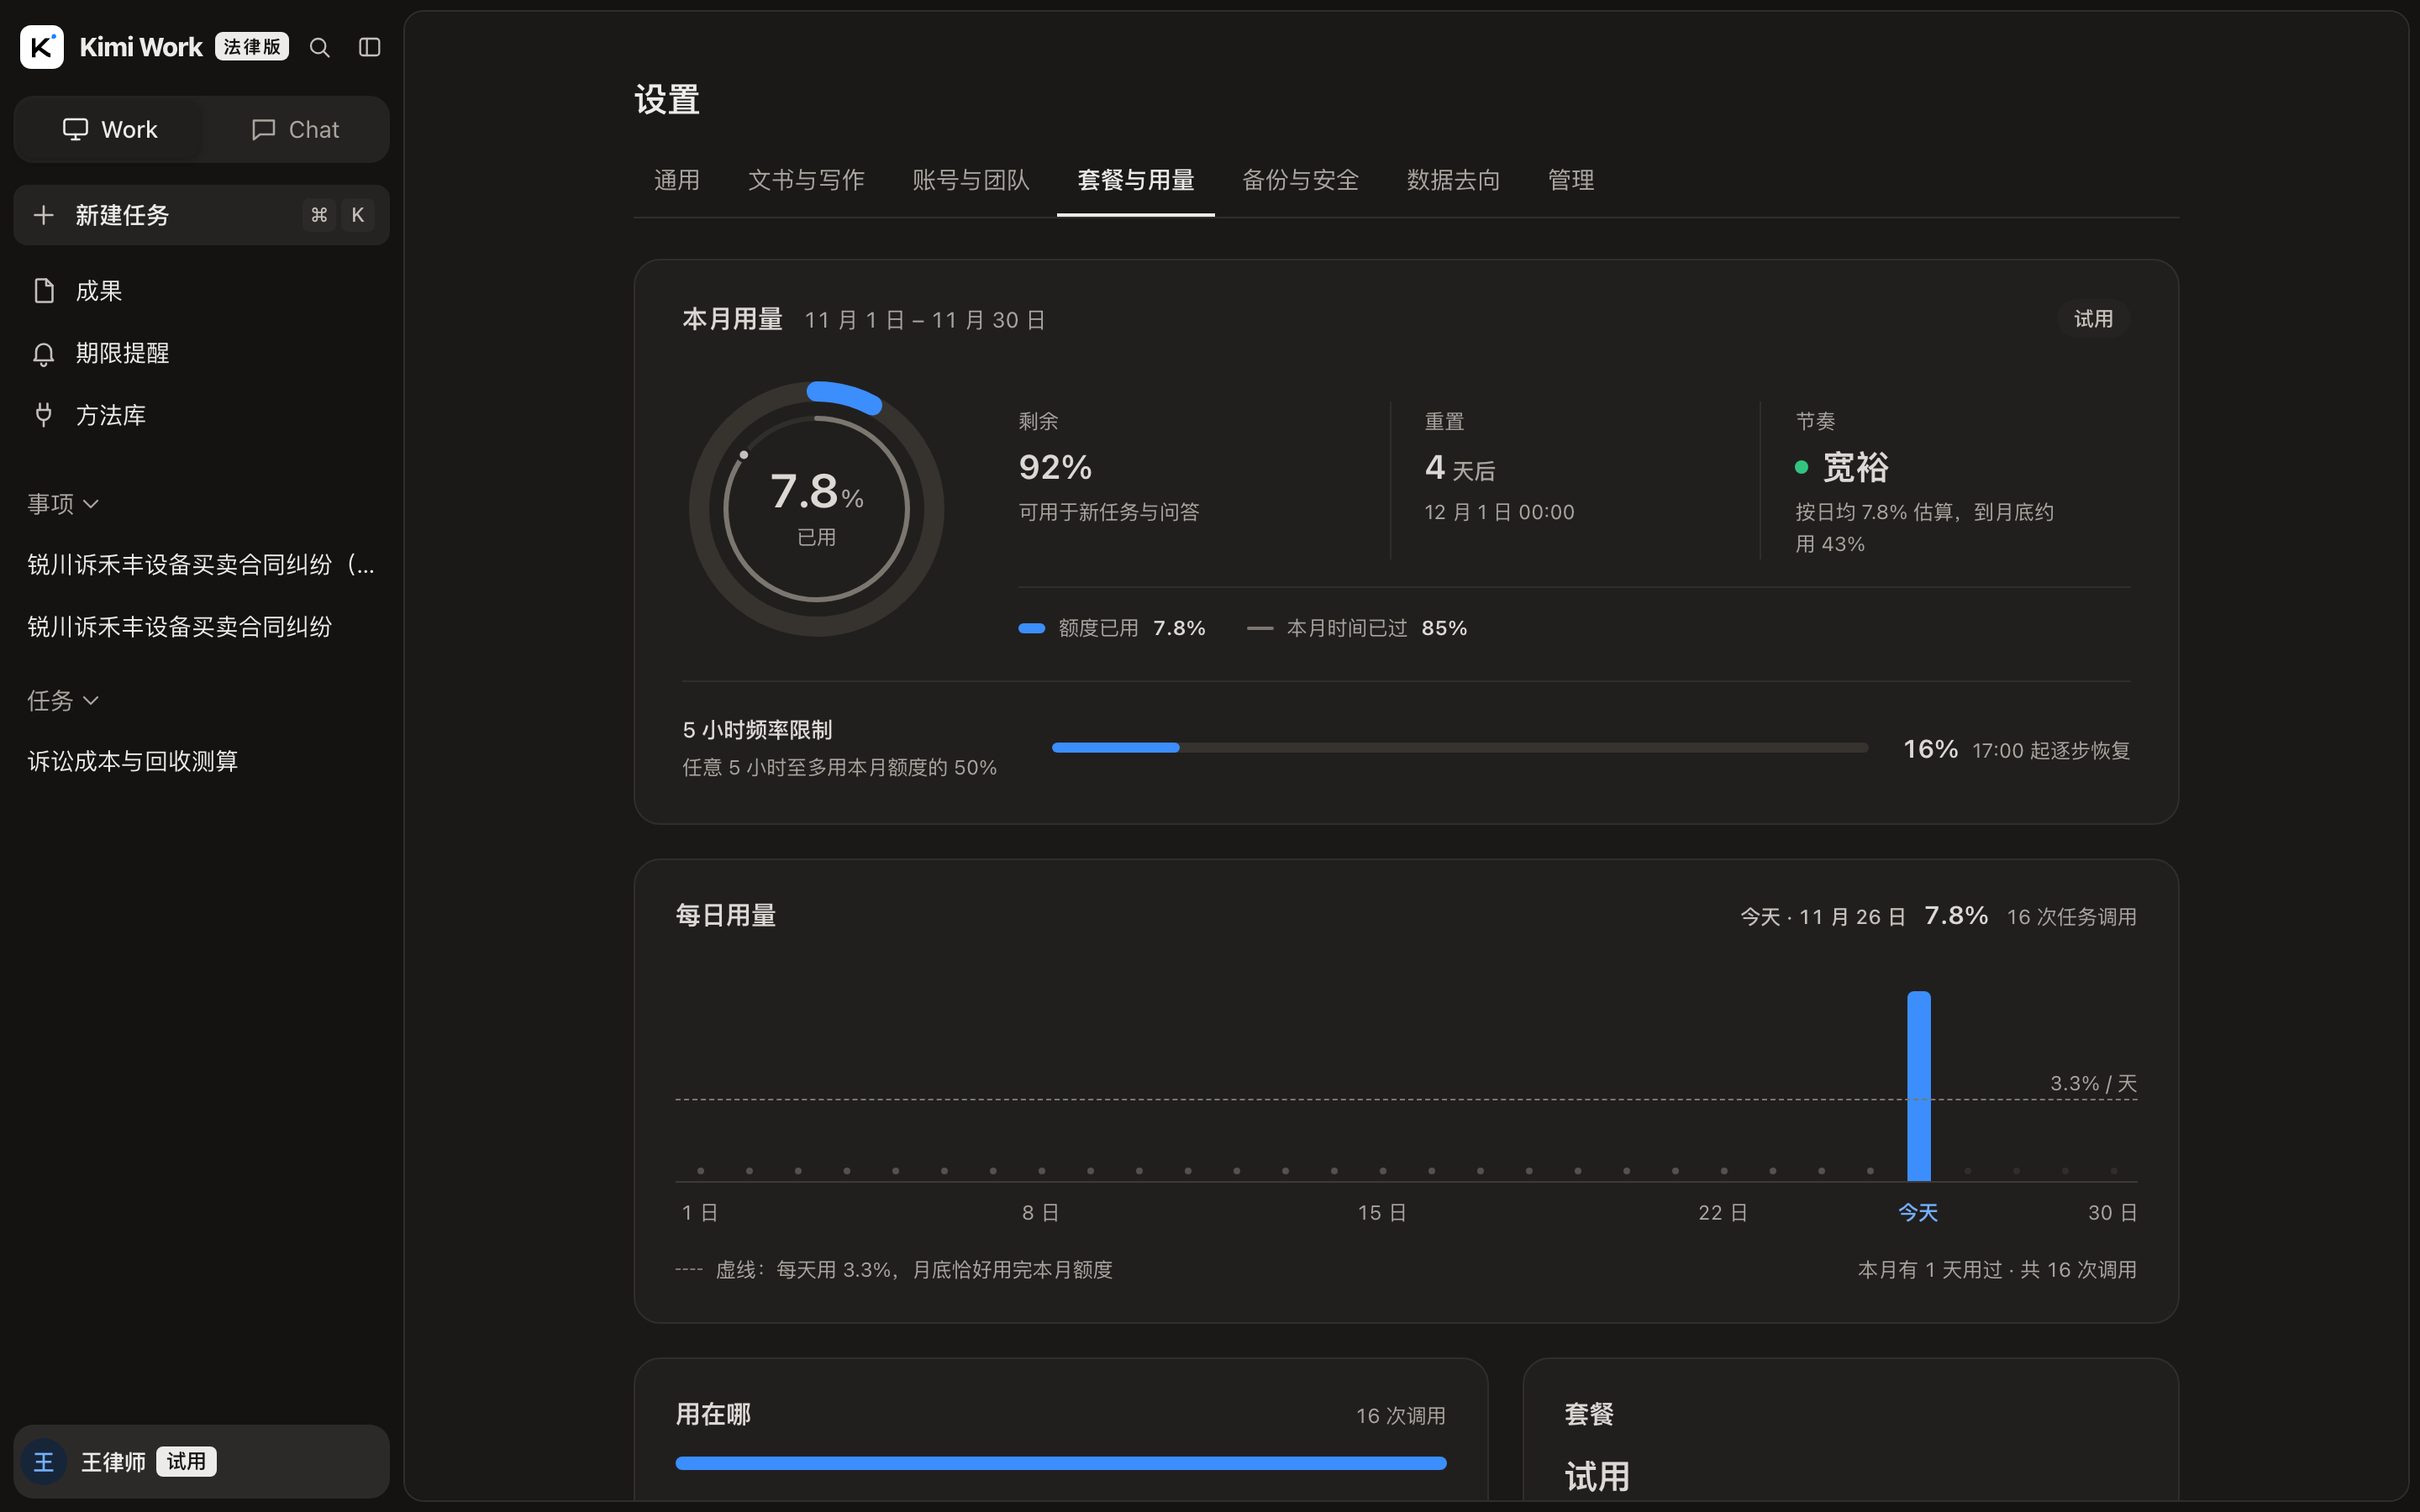 Kimi Work 法律版
Work
Chat
新建任务 ⌘ K
成果
期限提醒
方法库
事项
锐川诉禾丰设备买卖合同纠纷（...
锐川诉禾丰设备买卖合同纠纷
任务
诉讼成本与回收测算
王 王律师 试用
设置
通用 文书与写作 账号与团队 套餐与用量 备份与安全 数据去向 管理
本月用量 11 月 1 日 – 11 月 30 日 试用
7.8%
已用
剩余
92%
可用于新任务与问答
重置
4 天后
12 月 1 日 00:00
节奏
宽裕
按日均 7.8% 估算，到月底约
用 43%
额度已用 7.8% 本月时间已过 85%
5 小时频率限制
任意 5 小时至多用本月额度的 50%
16% 17:00 起逐步恢复
每日用量 今天 · 11 月 26 日 7.8% 16 次任务调用
3.3% / 天
1 日 8 日 15 日 22 日 今天 30 日
虚线：每天用 3.3%，月底恰好用完本月额度 本月有 1 天用过 · 共 16 次调用
用在哪 16 次调用
套餐
试用